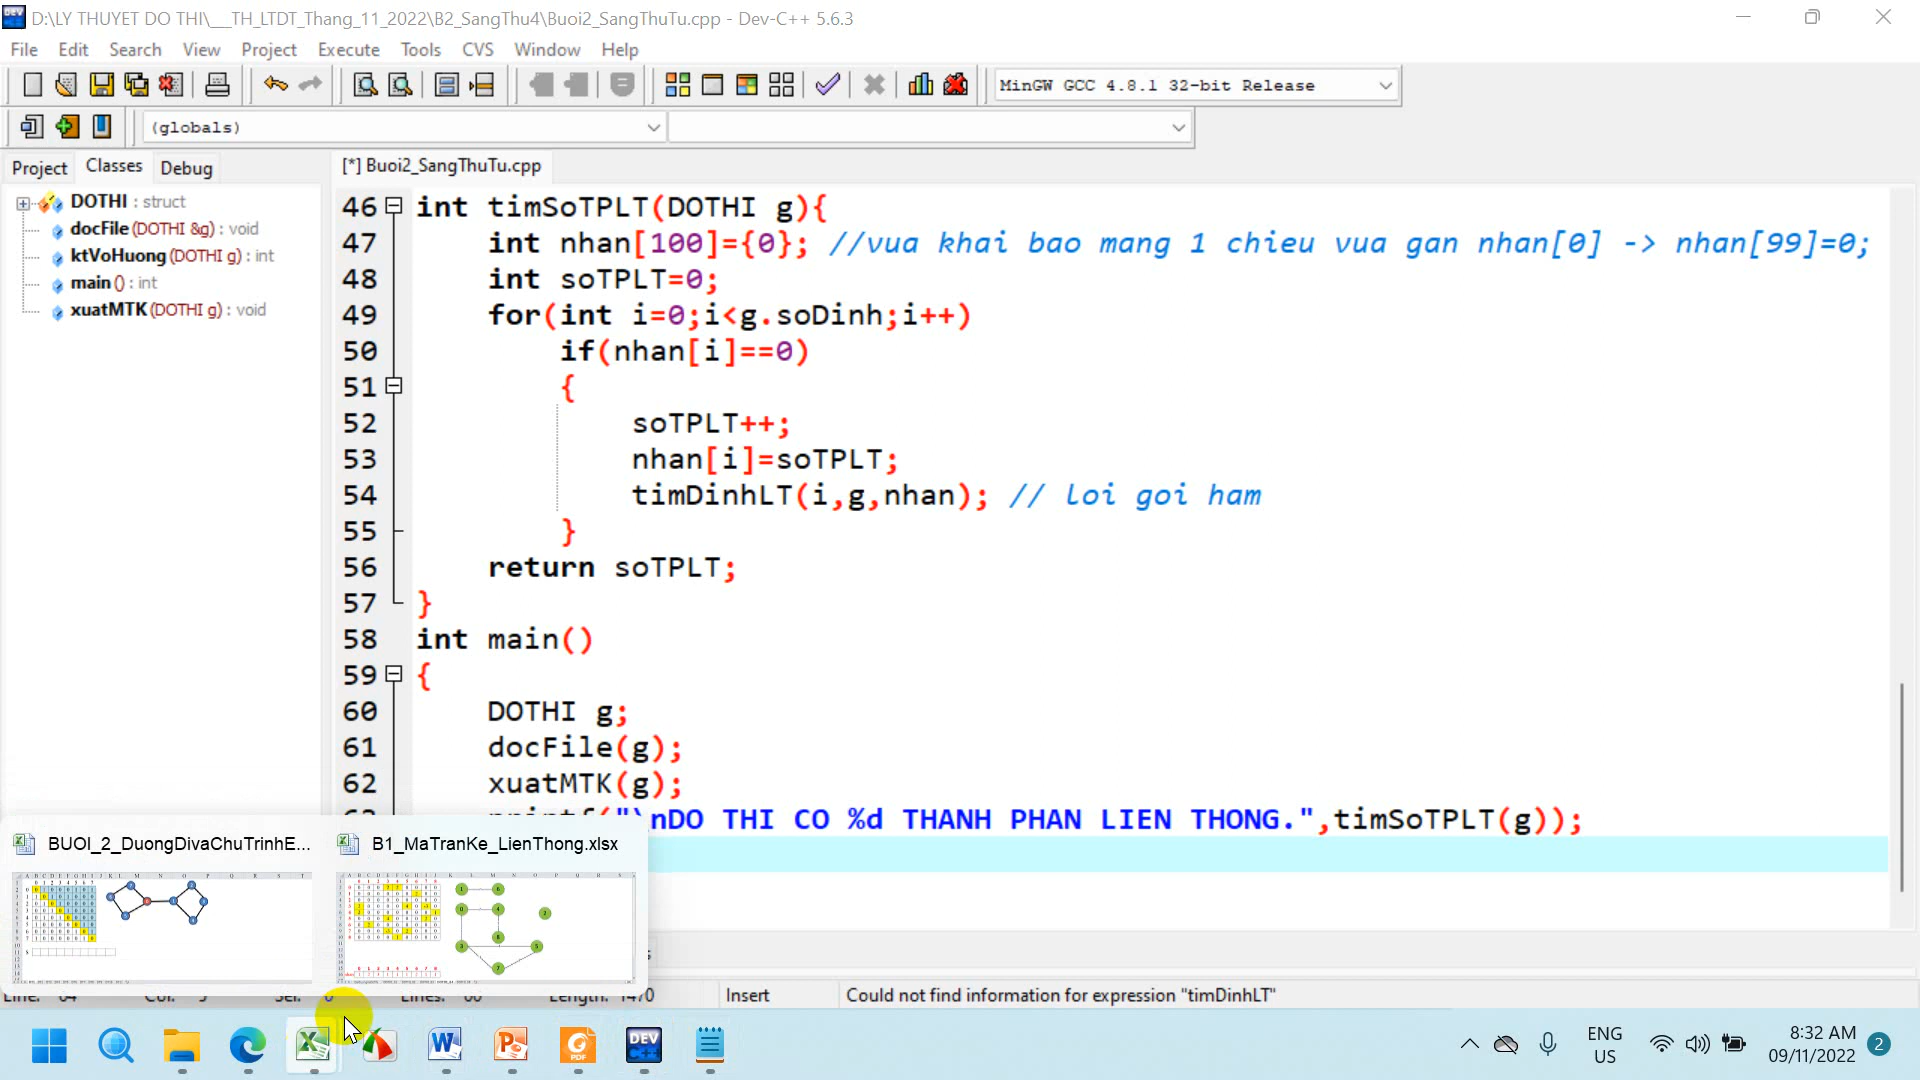 D:\LY THUYET DO THI\___TH_LTDT_Thang_11_2022\B2_SangThu4\Buoi2_SangThuTu.cpp - Dev-C++ 5.6.3
File Edit Search View Project Execute Tools CVS Window Help
MinGW GCC 4.8.1 32-bit Release
(globals)
Project Classes Debug
[*] Buoi2_SangThuTu.cpp
DOTHI : struct
docFile (DOTHI &g) : void
ktVoHuong (DOTHI g) : int
main () : int
xuatMTK (DOTHI g) : void
46 int timSoTPLT(DOTHI g){
47 int nhan[100]={0}; //vua khai bao mang 1 chieu vua gan nhan[0] -> nhan[99]=0;
48 int soTPLT=0;
49 for(int i=0;i<g.soDinh;i++)
50 if(nhan[i]==0)
51 {
52 soTPLT++;
53 nhan[i]=soTPLT;
54 timDinhLT(i,g,nhan); // loi goi ham
55 }
56 return soTPLT;
57 }
58 int main()
59 {
60 DOTHI g;
61 docFile(g);
62 xuatMTK(g);
\nDO THI CO %d THANH PHAN LIEN THONG.",timSoTPLT(g));
BUOI_2_DuongDivaChuTrinhE...
B1_MaTranKe_LienThong.xlsx
Insert
Could not find information for expression "timDinhLT"
ENG
US
8:32 AM
09/11/2022
2